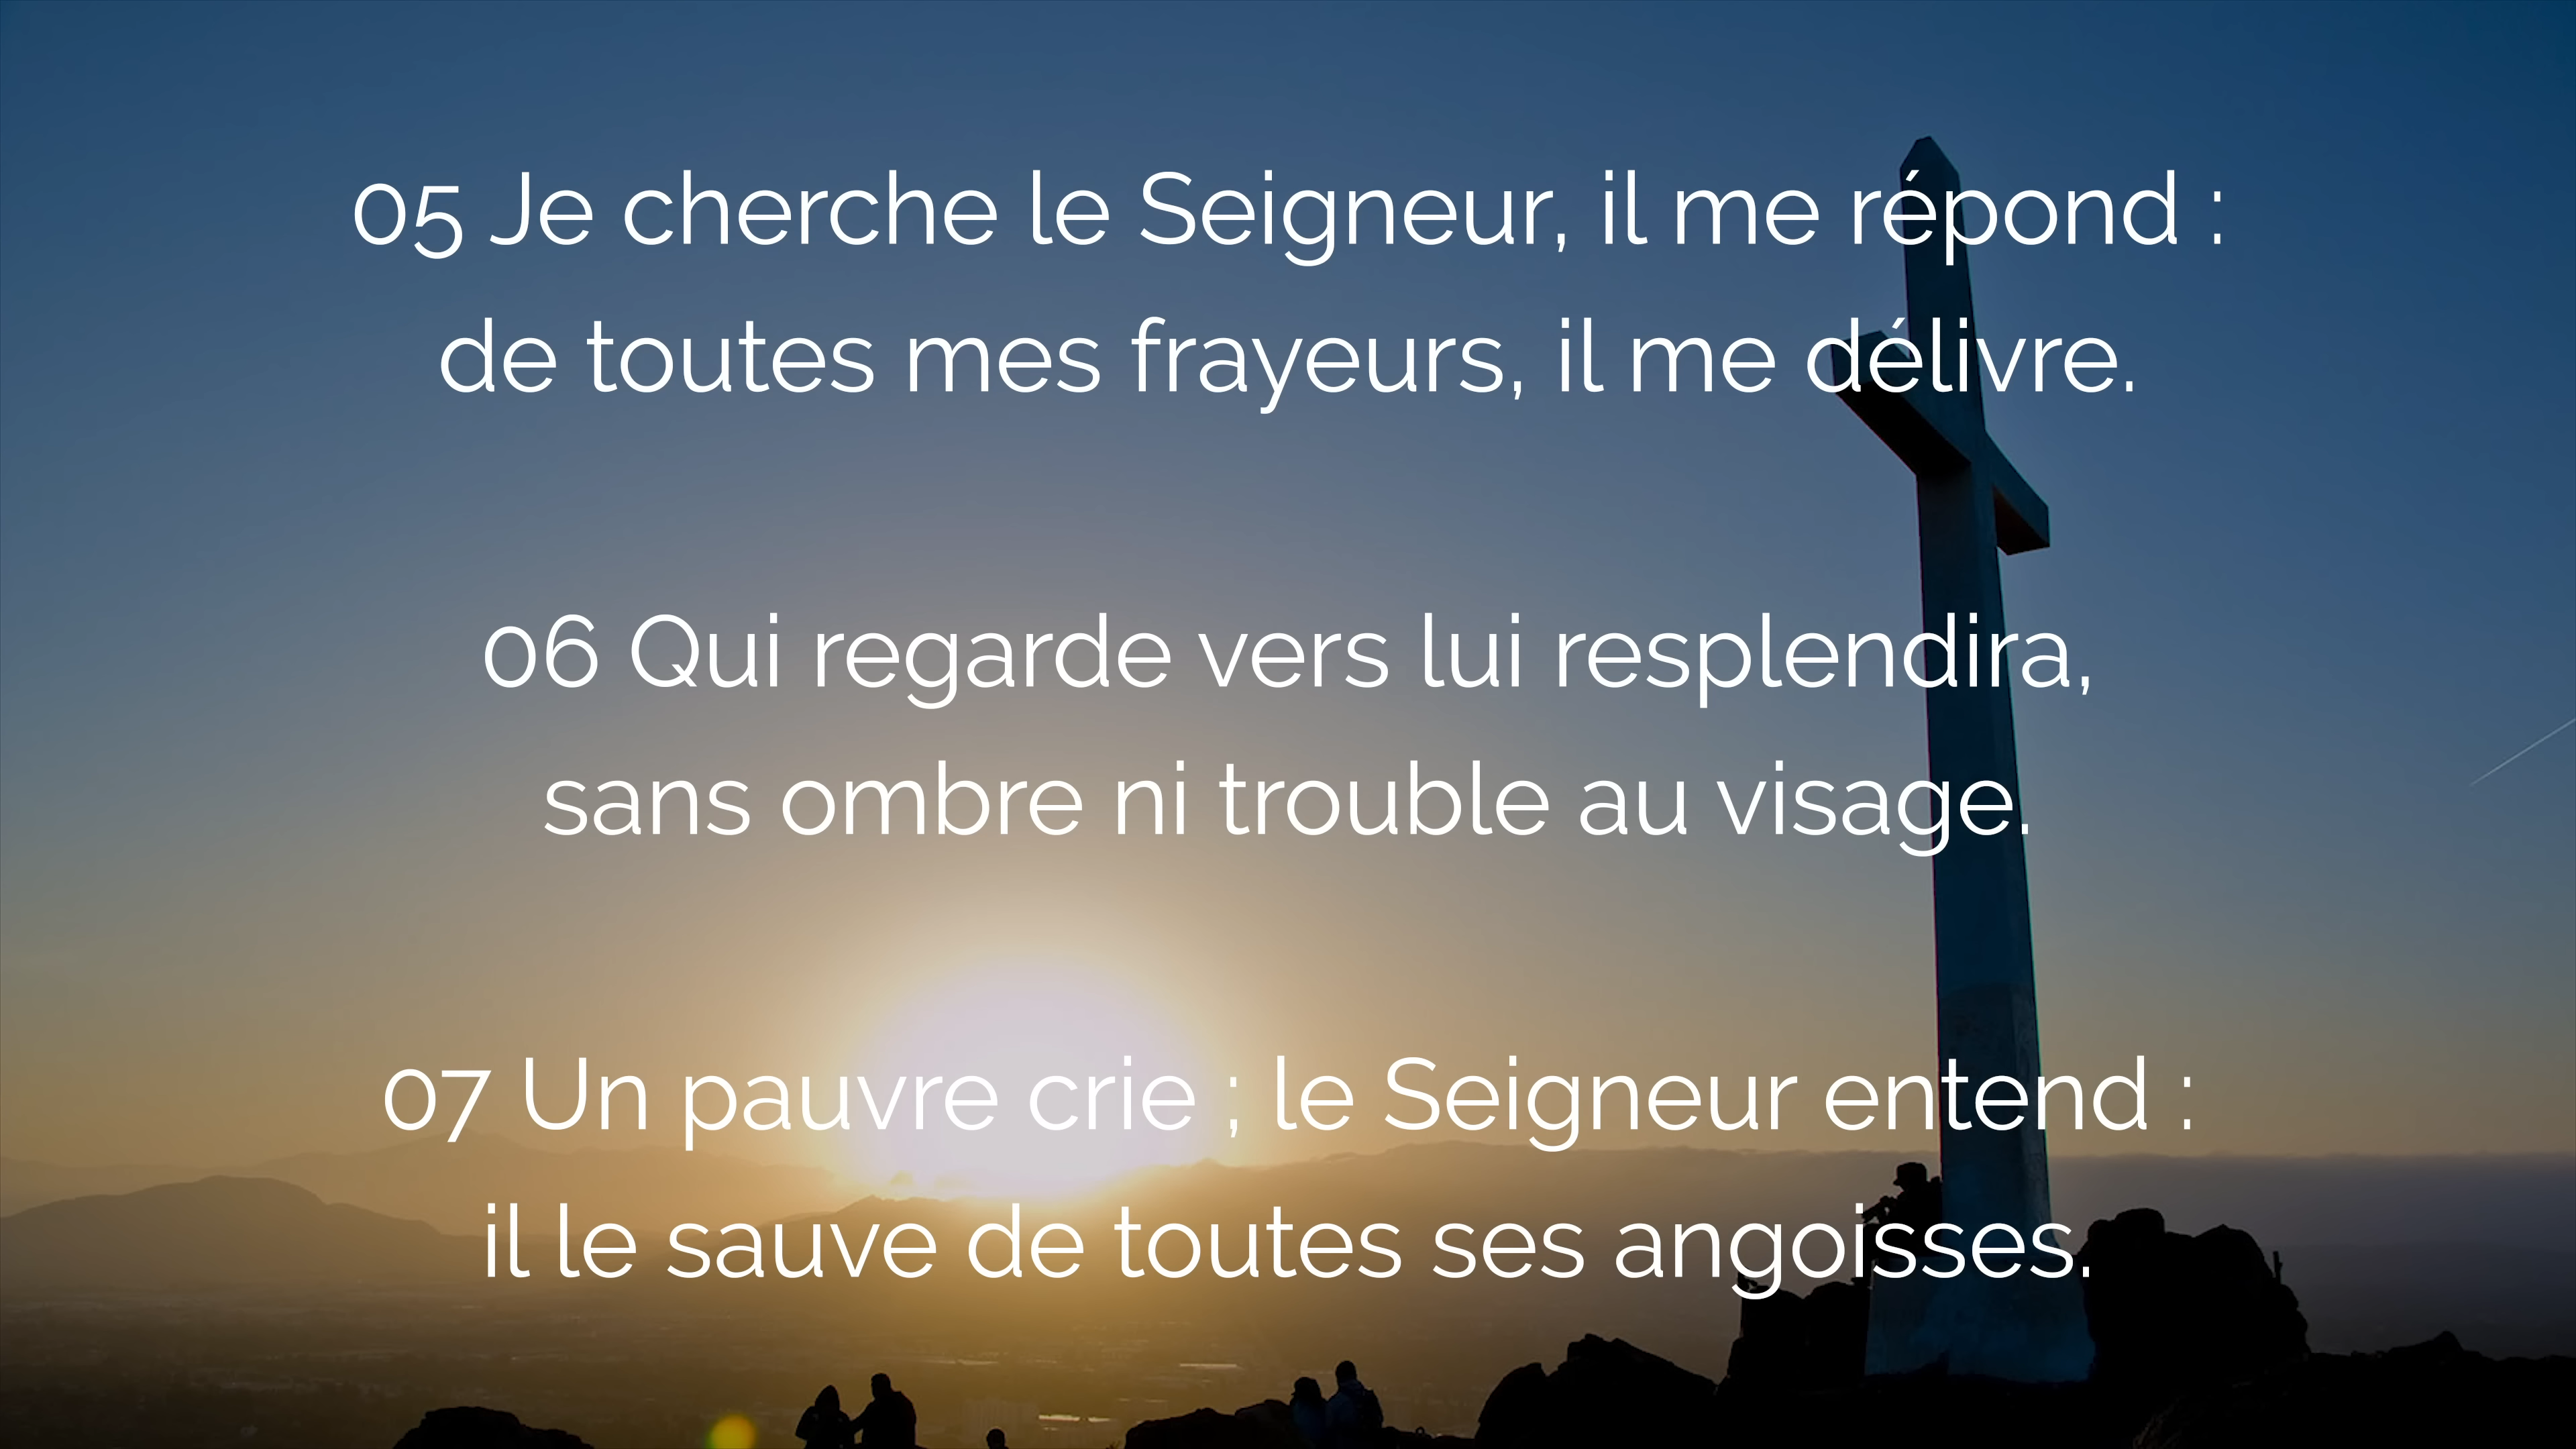 05 Je cherche le Seigneur, il me répond :
de toutes mes frayeurs, il me délivre.
06 Qui regarde vers lui resplendira,
sans ombre ni trouble au visage.
07 Un pauvre crie ; le Seigneur entend :
il le sauve de toutes ses angoisses.